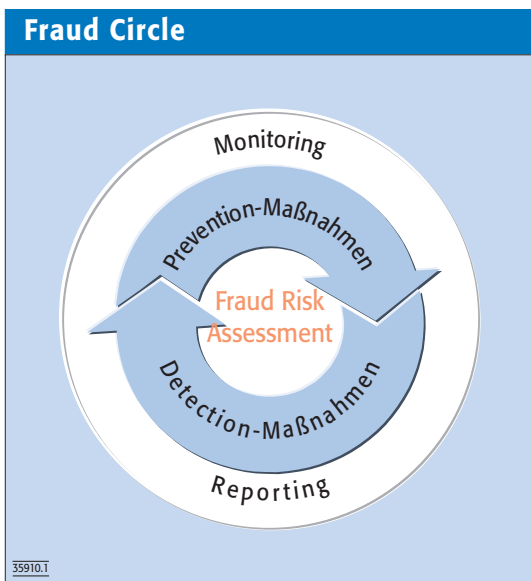 Fraud Circle
Monitoring
Prevention-Maßnahmen
Fraud Risk
Assessment
Detection-Maßnahmen
Reporting
35910.1